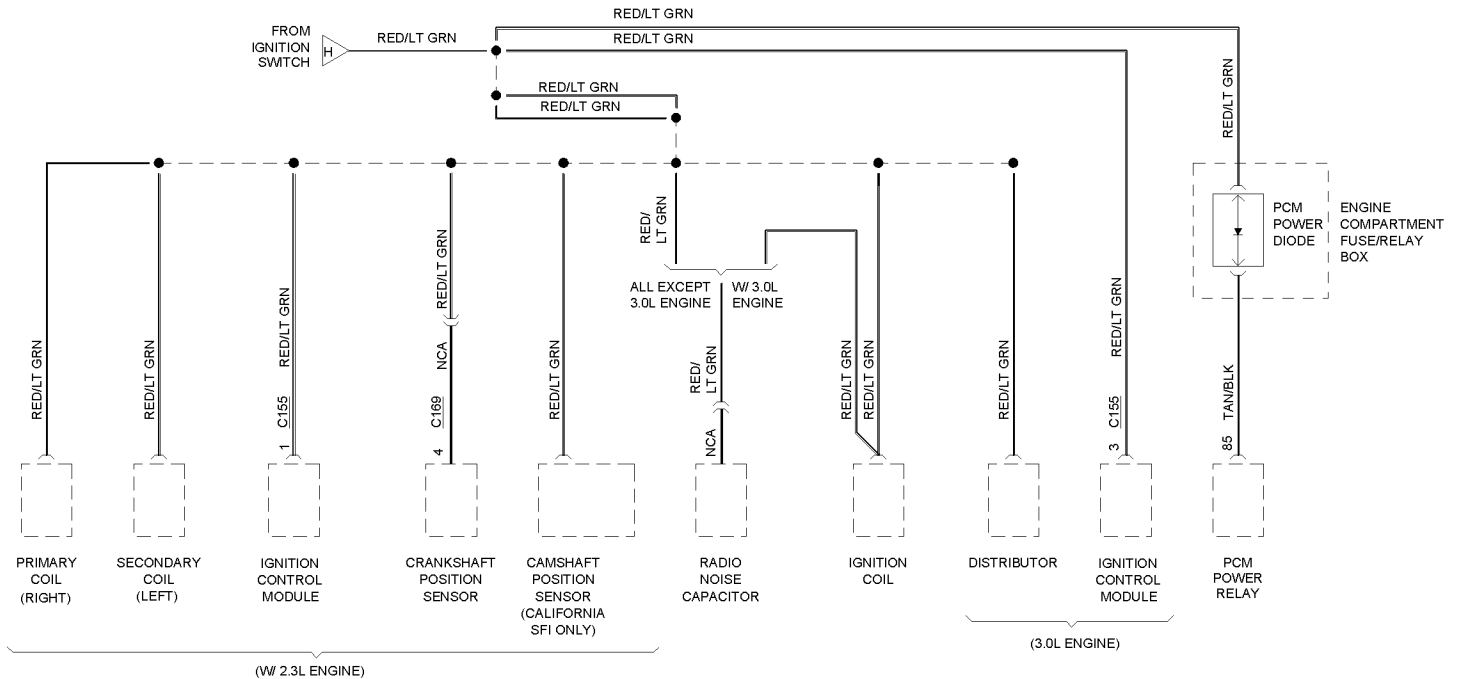 RED/LT GRN
FROM
IGNITION
SWITCH
H
RED/LT GRN
RED/LT GRN
RED/LT GRN
RED/LT GRN
RED/LT GRN
PCM
POWER
DIODE
ENGINE
COMPARTMENT
FUSE/RELAY
BOX
RED/
LT GRN
RED/LT GRN
ALL EXCEPT
3.0L ENGINE
W/ 3.0L
ENGINE
RED/LT GRN
RED/LT GRN
RED/LT GRN
C155
1
NCA
C169
4
RED/LT GRN
RED/
LT GRN
NCA
RED/LT GRN
RED/LT GRN
RED/LT GRN
RED/LT GRN
C155
3
TAN/BLK
85
PRIMARY
COIL
(RIGHT)
SECONDARY
COIL
(LEFT)
IGNITION
CONTROL
MODULE
CRANKSHAFT
POSITION
SENSOR
CAMSHAFT
POSITION
SENSOR
(CALIFORNIA
SFI ONLY)
RADIO
NOISE
CAPACITOR
IGNITION
COIL
DISTRIBUTOR
IGNITION
CONTROL
MODULE
PCM
POWER
RELAY
(3.0L ENGINE)
(W/ 2.3L ENGINE)